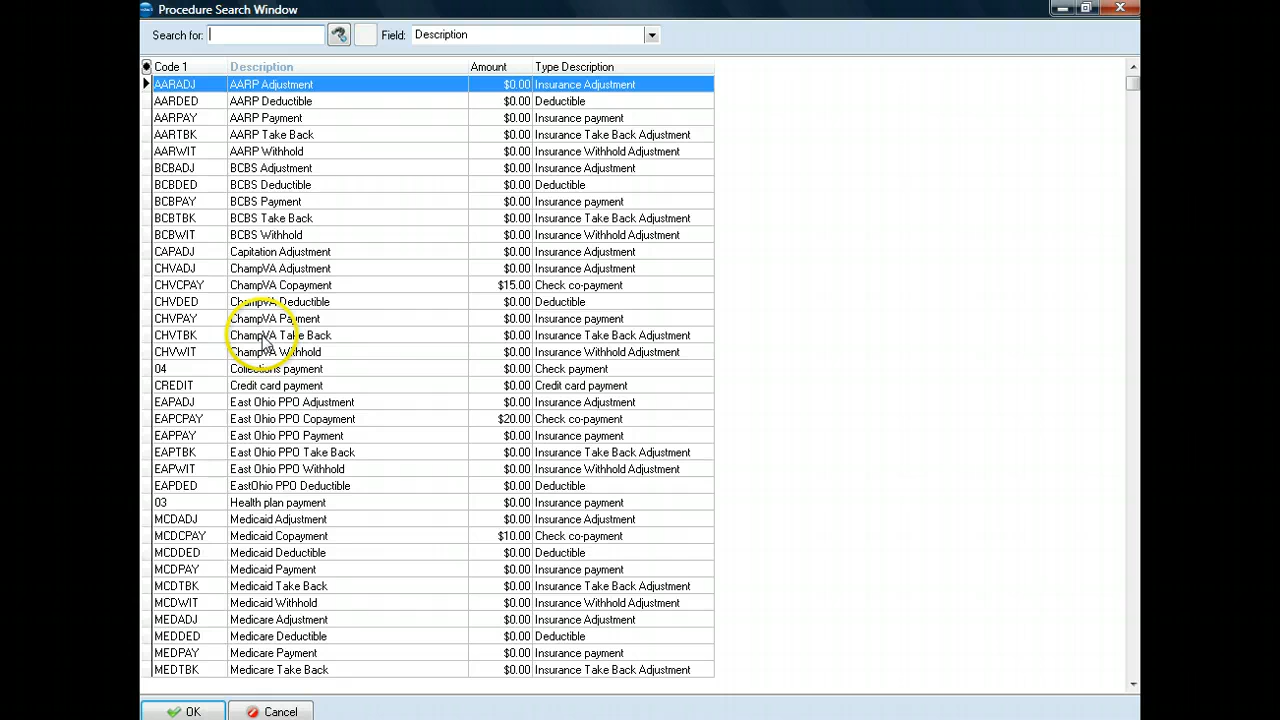 Procedure Search Window
Search for: Field: Description
Code 1 Description Amount Type Description
AARADJ AARP Adjustment $0.00 Insurance Adjustment
AARDED AARP Deductible $0.00 Deductible
AARPAY AARP Payment $0.00 Insurance payment
AARTBK AARP Take Back $0.00 Insurance Take Back Adjustment
AARWIT AARP Withhold $0.00 Insurance Withhold Adjustment
BCBADJ BCBS Adjustment $0.00 Insurance Adjustment
BCBDED BCBS Deductible $0.00 Deductible
BCBPAY BCBS Payment $0.00 Insurance payment
BCBTBK BCBS Take Back $0.00 Insurance Take Back Adjustment
BCBWIT BCBS Withhold $0.00 Insurance Withhold Adjustment
CAPADJ Capitation Adjustment $0.00 Insurance Adjustment
CHVADJ ChampVA Adjustment $0.00 Insurance Adjustment
CHVCPAY ChampVA Copayment $15.00 Check co-payment
CHVDED ChampVA Deductible $0.00 Deductible
CHVPAY ChampVA Payment $0.00 Insurance payment
CHVTBK ChampVA Take Back $0.00 Insurance Take Back Adjustment
CHVWIT ChampVA Withhold $0.00 Insurance Withhold Adjustment
04 Collections payment $0.00 Check payment
CREDIT Credit card payment $0.00 Credit card payment
EAPADJ East Ohio PPO Adjustment $0.00 Insurance Adjustment
EAPCPAY East Ohio PPO Copayment $20.00 Check co-payment
EAPPAY East Ohio PPO Payment $0.00 Insurance payment
EAPTBK East Ohio PPO Take Back $0.00 Insurance Take Back Adjustment
EAPWIT East Ohio PPO Withhold $0.00 Insurance Withhold Adjustment
EAPDED EastOhio PPO Deductible $0.00 Deductible
03 Health plan payment $0.00 Insurance payment
MCDADJ Medicaid Adjustment $0.00 Insurance Adjustment
MCDCPAY Medicaid Copayment $10.00 Check co-payment
MCDDED Medicaid Deductible $0.00 Deductible
MCDPAY Medicaid Payment $0.00 Insurance payment
MCDTBK Medicaid Take Back $0.00 Insurance Take Back Adjustment
MCDWIT Medicaid Withhold $0.00 Insurance Withhold Adjustment
MEDADJ Medicare Adjustment $0.00 Insurance Adjustment
MEDDED Medicare Deductible $0.00 Deductible
MEDPAY Medicare Payment $0.00 Insurance payment
MEDTBK Medicare Take Back $0.00 Insurance Take Back Adjustment
OK Cancel